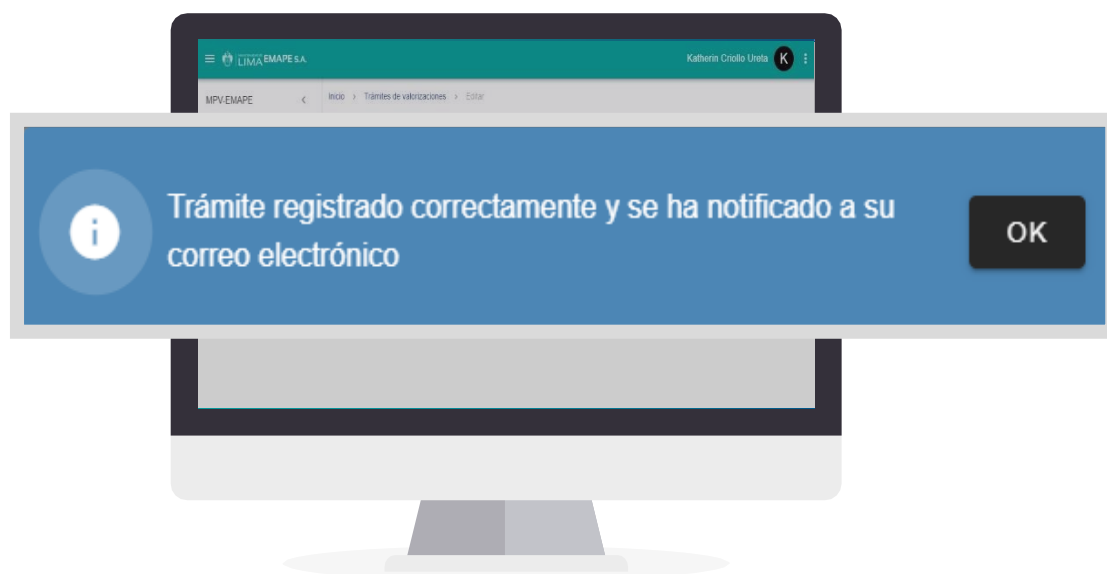 LIMA EMAPE S.A.
Katherin Criollo Ureta K
MPV-EMAPE
Inicio > Trámites de valorizaciones > Editar
Trámite registrado correctamente y se ha notificado a su
correo electrónico
OK